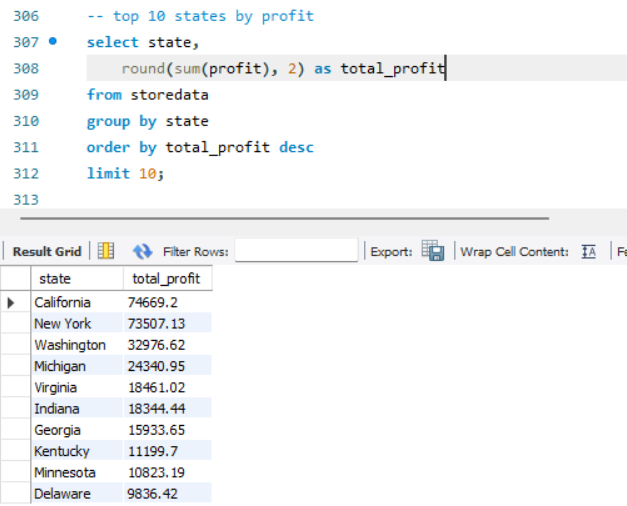 306 -- top 10 states by profit
307 select state,
308 round(sum(profit), 2) as total_profit
309 from storedata
310 group by state
311 order by total_profit desc
312 limit 10;
313
Result Grid Filter Rows: Export: Wrap Cell Content: Fe
state total_profit
California 74669.2
New York 73507.13
Washington 32976.62
Michigan 24340.95
Virginia 18461.02
Indiana 18344.44
Georgia 15933.65
Kentucky 11199.7
Minnesota 10823.19
Delaware 9836.42